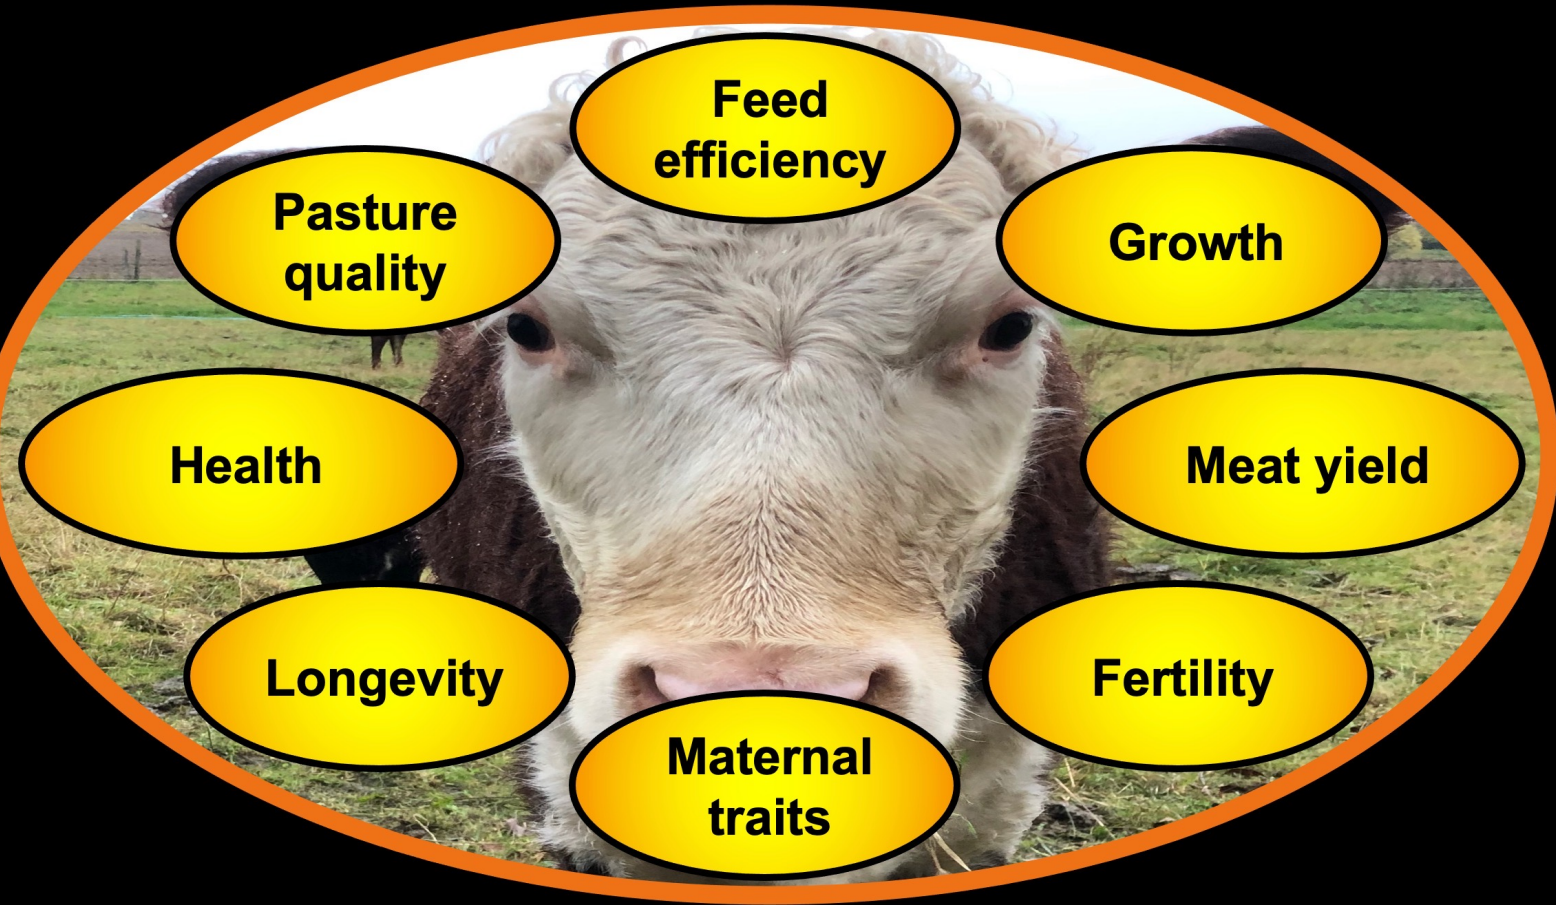 Feed
efficiency
Pasture
quality
Growth
Health
Meat yield
Longevity
Fertility
Maternal
traits